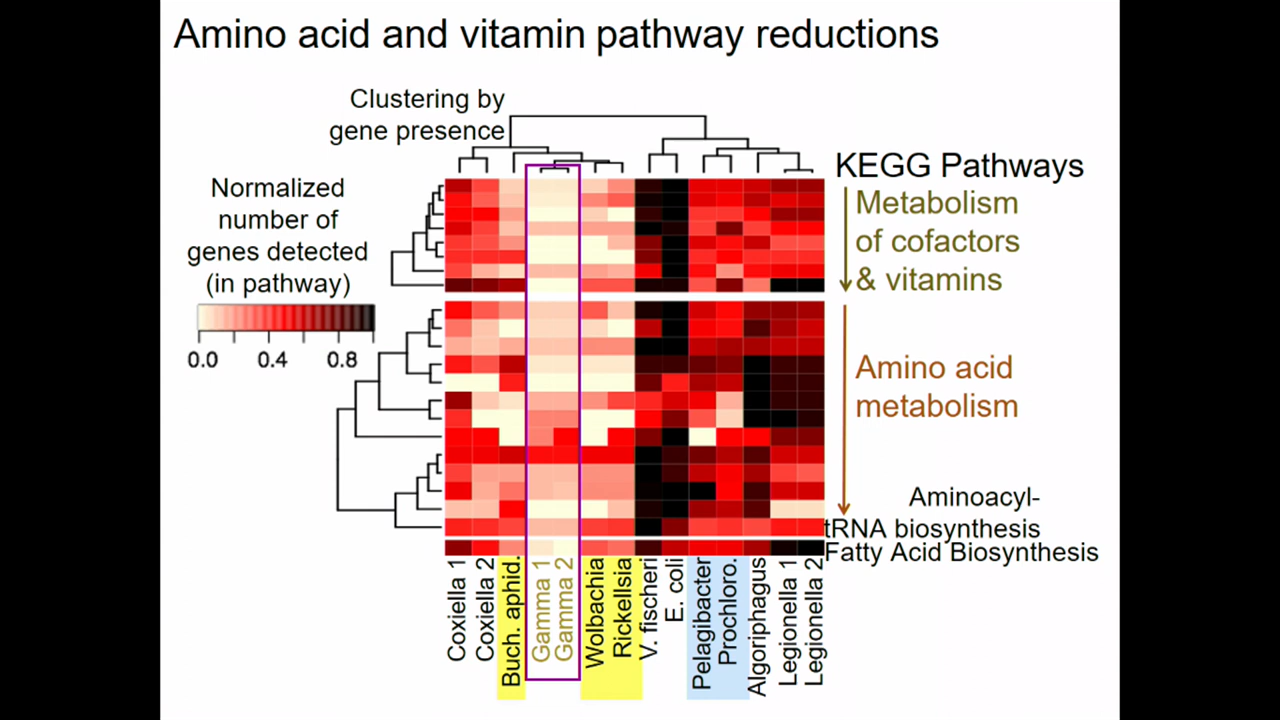 Amino acid and vitamin pathway reductions
Clustering by
gene presence
KEGG Pathways
Normalized
number of
genes detected
(in pathway)
0.0 0.4 0.8
Metabolism
of cofactors
& vitamins
Amino acid
metabolism
Aminoacyl-
tRNA biosynthesis
Fatty Acid Biosynthesis
Coxiella 1
Coxiella 2
Buch. aphid.
Gamma 1
Gamma 2
Wolbachia
Rickellsia
V. fischeri
E. coli
Pelagibacter
Prochloro.
Algoriphagus
Legionella 1
Legionella 2